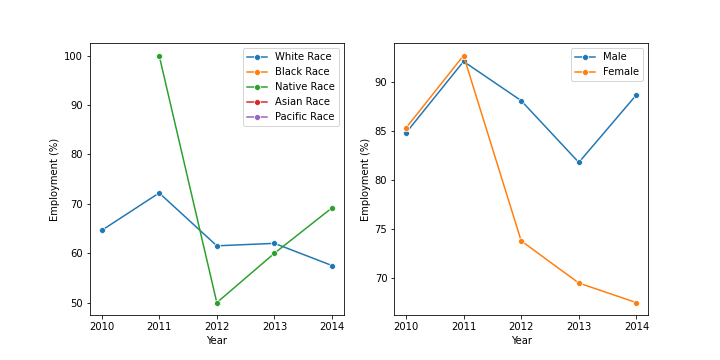 100
90
80
70
60
50
Employment (%)
2010 2011 2012 2013 2014
Year
White Race
Black Race
Native Race
Asian Race
Pacific Race
90
85
80
75
70
Employment (%)
2010 2011 2012 2013 2014
Year
Male
Female